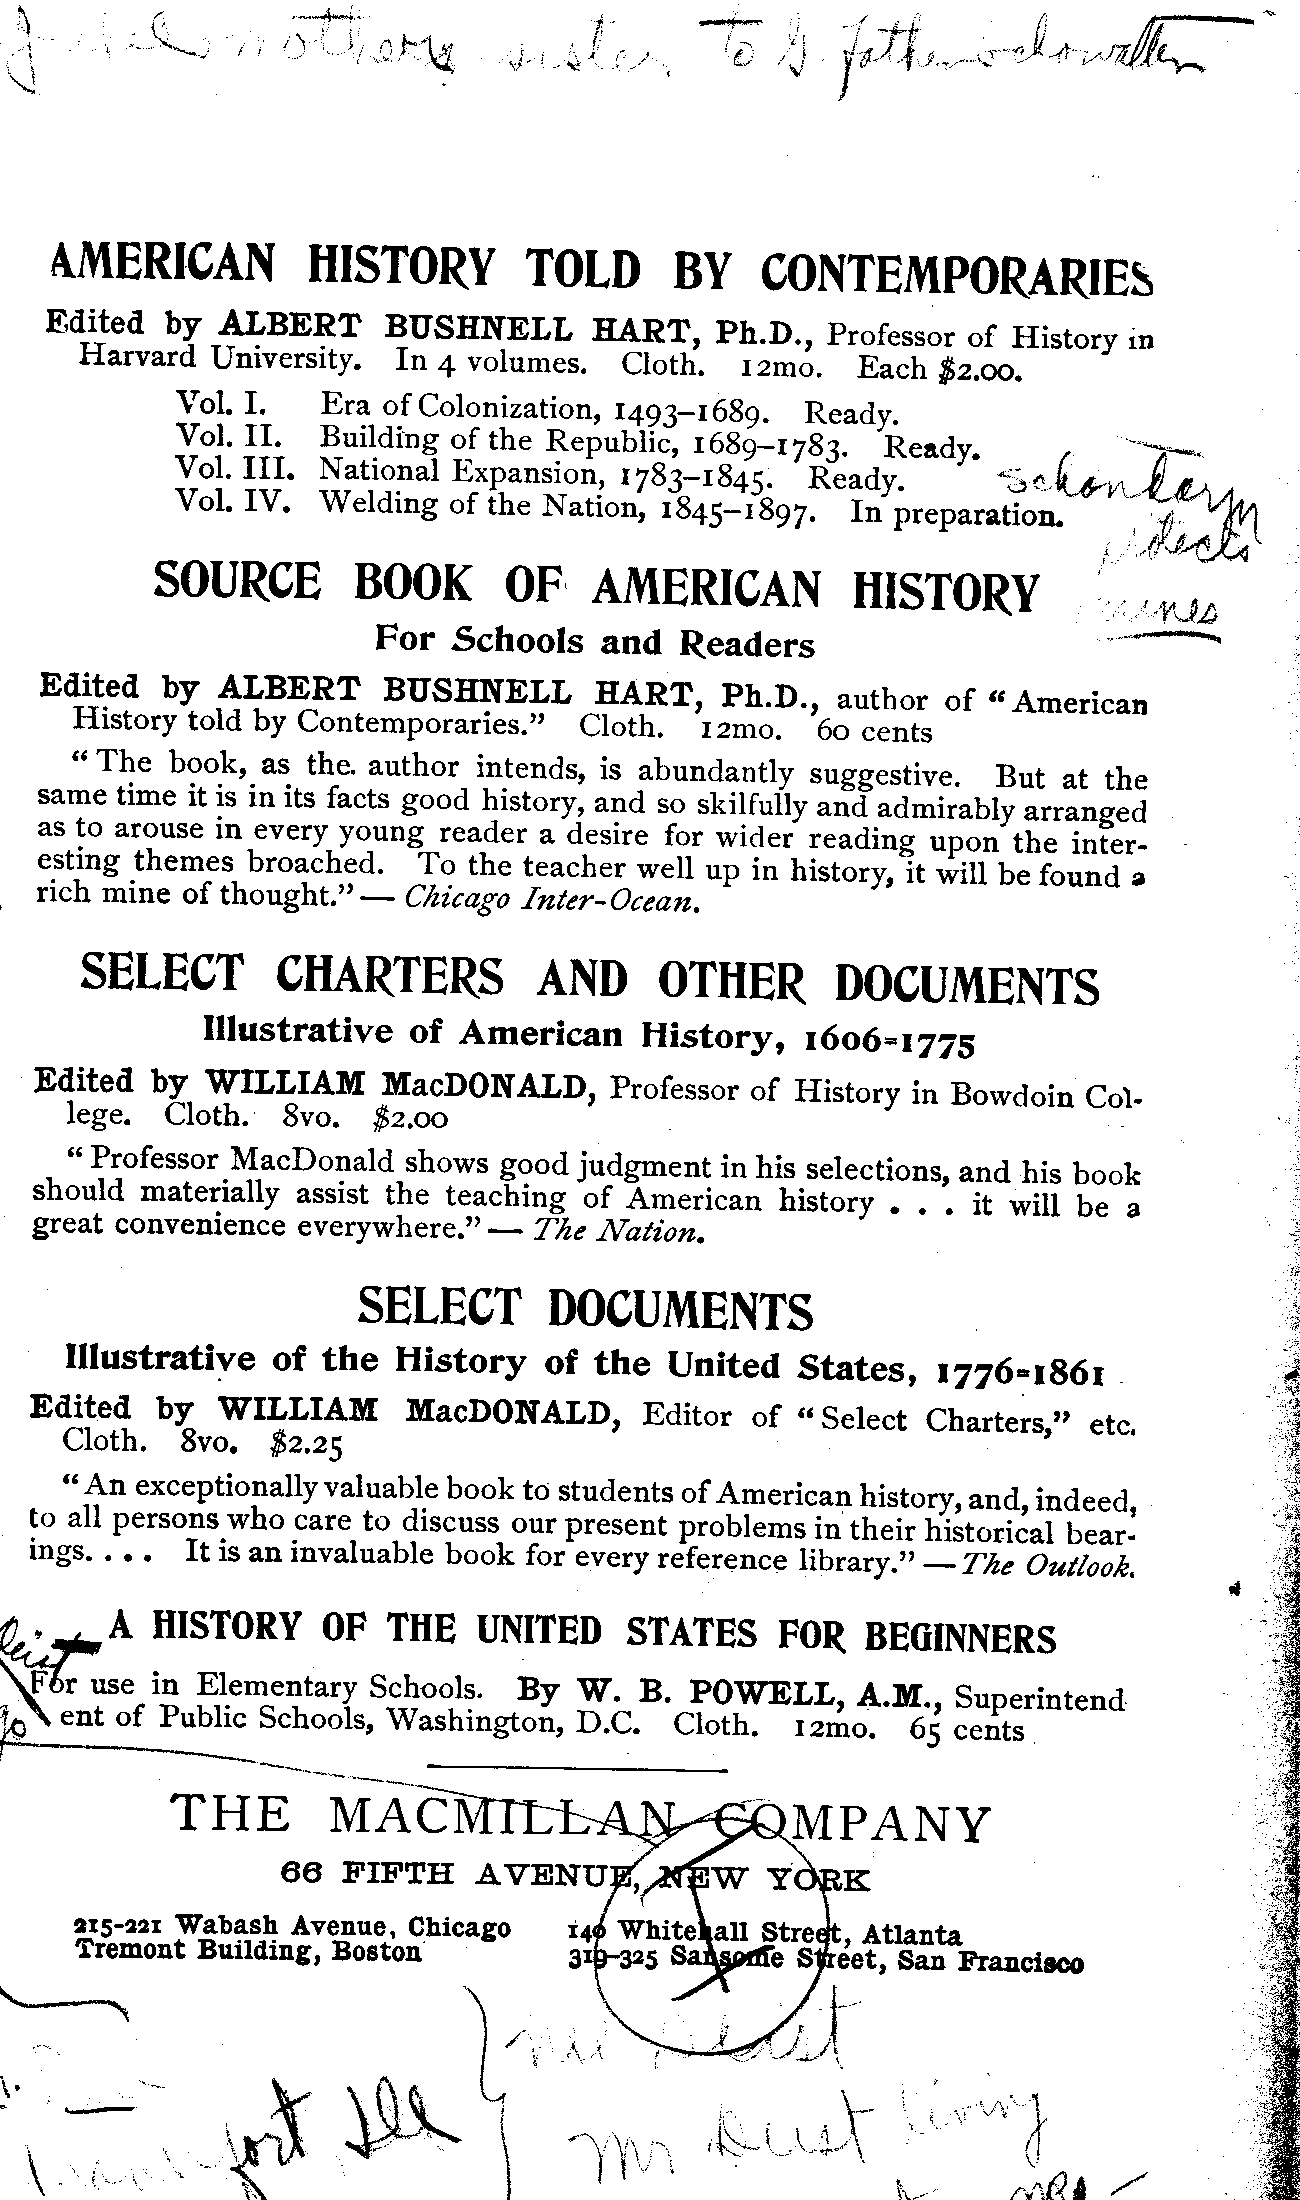 mothers sister to G. father
AMERICAN HISTORY TOLD BY CONTEMPORARIES
Edited by ALBERT BUSHNELL HART, Ph.D., Professor of History in
Harvard University. In 4 volumes. Cloth. 12mo. Each $2.00.
Vol. I. Era of Colonization, 1493–1689. Ready.
Vol. II. Building of the Republic, 1689–1783. Ready.
Vol. III. National Expansion, 1783–1845. Ready.
Vol. IV. Welding of the Nation, 1845–1897. In preparation.
SOURCE BOOK OF AMERICAN HISTORY
For Schools and Readers
Edited by ALBERT BUSHNELL HART, Ph.D., author of “American
History told by Contemporaries.” Cloth. 12mo. 60 cents
“The book, as the author intends, is abundantly suggestive. But at the
same time it is in its facts good history, and so skilfully and admirably arranged
as to arouse in every young reader a desire for wider reading upon the inter-
esting themes broached. To the teacher well up in history, it will be found a
rich mine of thought.”— Chicago Inter-Ocean.
SELECT CHARTERS AND OTHER DOCUMENTS
Illustrative of American History, 1606-1775
Edited by WILLIAM MacDONALD, Professor of History in Bowdoin Col-
lege. Cloth. 8vo. $2.00
“Professor MacDonald shows good judgment in his selections, and his book
should materially assist the teaching of American history . . . it will be a
great convenience everywhere.”— The Nation.
SELECT DOCUMENTS
Illustrative of the History of the United States, 1776-1861
Edited by WILLIAM MacDONALD, Editor of “Select Charters,” etc.
Cloth. 8vo. $2.25
“An exceptionally valuable book to students of American history, and, indeed,
to all persons who care to discuss our present problems in their historical bear-
ings. . . . It is an invaluable book for every reference library.”— The Outlook.
A HISTORY OF THE UNITED STATES FOR BEGINNERS
For use in Elementary Schools. By W. B. POWELL, A.M., Superintend
ent of Public Schools, Washington, D.C. Cloth. 12mo. 65 cents
THE MACMILLAN COMPANY
66 FIFTH AVENUE, NEW YORK
215-221 Wabash Avenue, Chicago 140 Whitehall Street, Atlanta
Tremont Building, Boston 319-325 Sansome Street, San Francisco
Mr Deist living